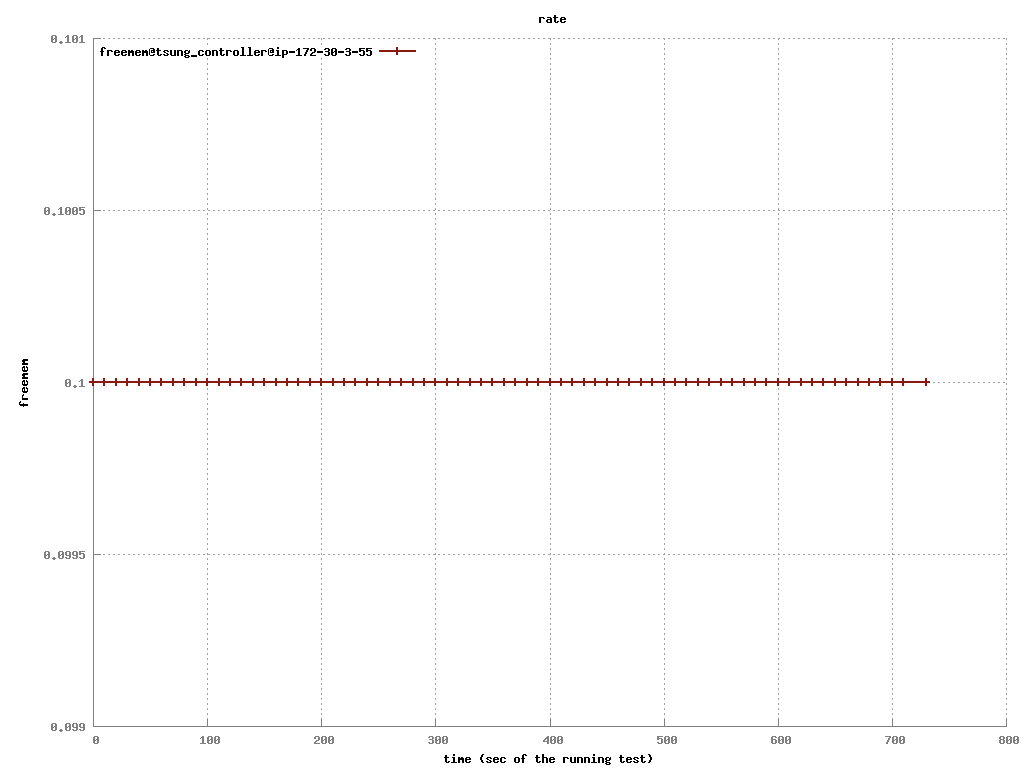 rate
0.101
freemem@tsung_controller@ip-172-30-3-55
0.1005
0.1
0.0995
0.099
freemem
0 100 200 300 400 500 600 700 800
time (sec of the running test)